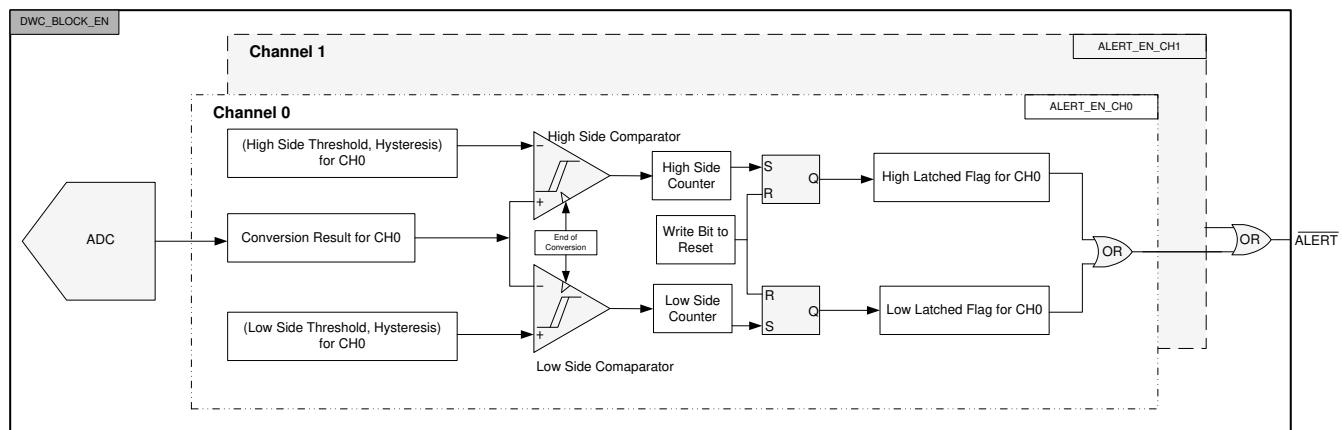 DWC_BLOCK_EN
Channel 1
ALERT_EN_CH1
Channel 0
ALERT_EN_CH0
(High Side Threshold, Hysteresis)
for CH0
High Side Comparator
−
+
High Side
Counter
S
R
Q
High Latched Flag for CH0
ADC
Conversion Result for CH0
End of
Conversion
Write Bit to
Reset
OR
OR
ALERT
(Low Side Threshold, Hysteresis)
for CH0
−
+
Low Side Comaparator
Low Side
Counter
R
S
Q
Low Latched Flag for CH0